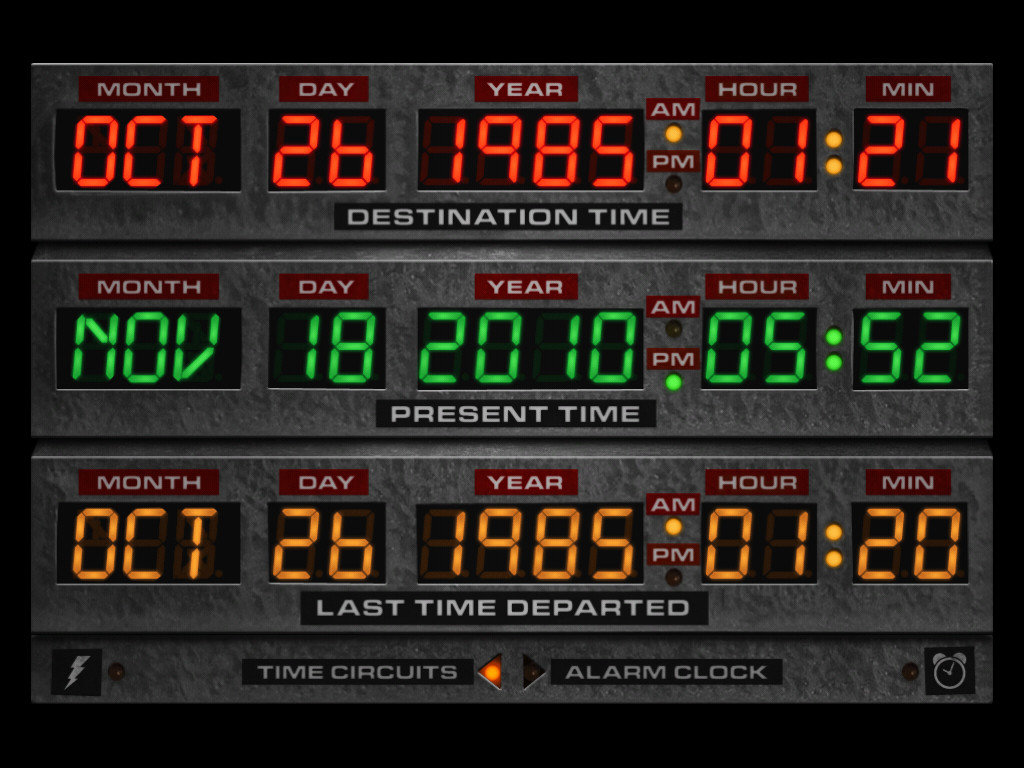 MONTH DAY YEAR AM HOUR MIN
OCT 26 1985 PM 01:21
DESTINATION TIME
MONTH DAY YEAR AM HOUR MIN
NOV 18 2010 PM 05:52
PRESENT TIME
MONTH DAY YEAR AM HOUR MIN
OCT 26 1985 PM 01:20
LAST TIME DEPARTED
TIME CIRCUITS ALARM CLOCK